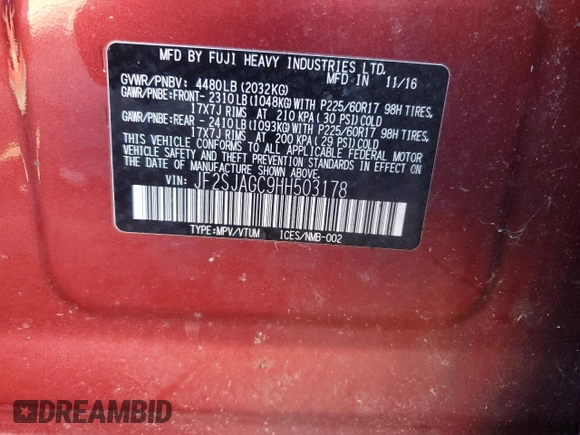 MFD BY FUJI HEAVY INDUSTRIES LTD.
MFD IN 11/16
GVWR/PNBV: 4480LB (2032KG)
GAWR/PNBE:FRONT- 2310LB (1048KG) WITH P225/60R17 98H TIRES,
17X7J RIMS AT 210 KPA ( 30 PSI) COLD
GAWR/PNBE:REAR - 2410LB (1093KG) WITH P225/60R17 98H TIRES,
17X7J RIMS AT 200 KPA (29 PSI) COLD
THIS VEHICLE CONFORMS TO ALL APPLICABLE FEDERAL MOTOR
VEHICLE SAFETY AND THEFT PREVENTION STANDARDS IN EFFECT
ON THE DATE OF MANUFACTURE SHOWN ABOVE.
VIN: JF2SJAGC9HH503178
TYPE:MPV/VTUM ICES/NMB-002
DREAMBID